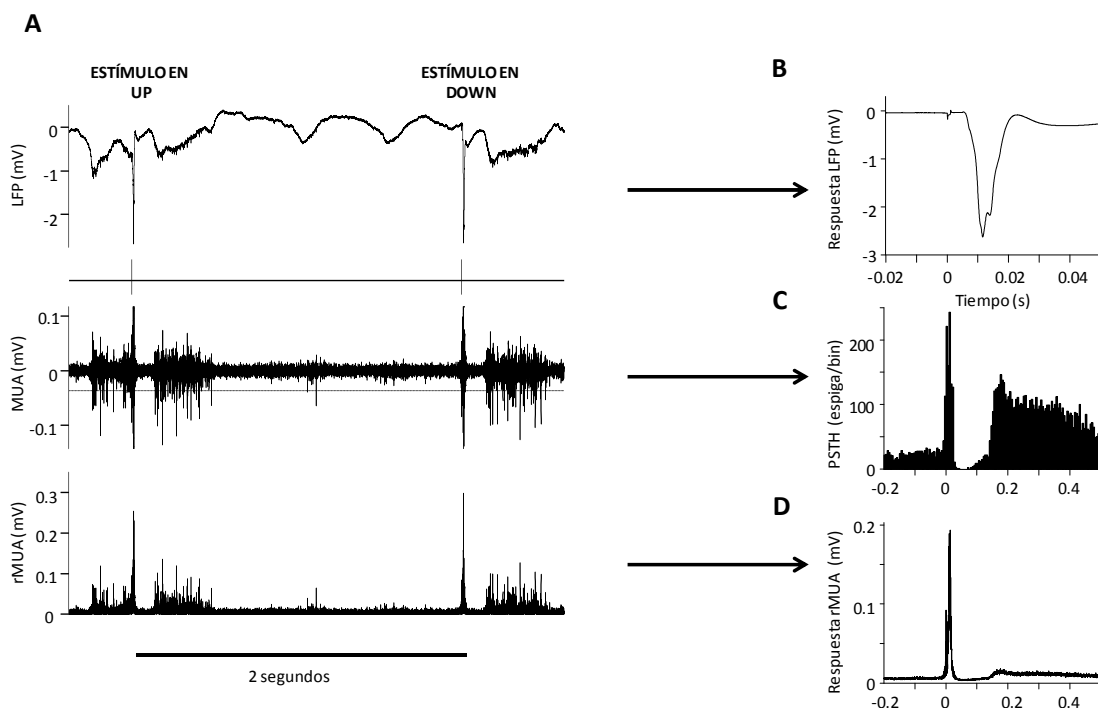 A
ESTÍMULO EN
UP
ESTÍMULO EN
DOWN
LFP (mV)
0
-1
-2
MUA (mV)
0.1
0
-0.1
rMUA (mV)
0.3
0.2
0.1
0
2 segundos
B
Respuesta LFP (mV)
0
-1
-2
-3
-0.02 0 0.02 0.04
Tiempo (s)
C
PSTH (espiga/bin)
200
100
0
-0.2 0 0.2 0.4
D
Respuesta rMUA (mV)
0.2
0.1
0
-0.2 0 0.2 0.4